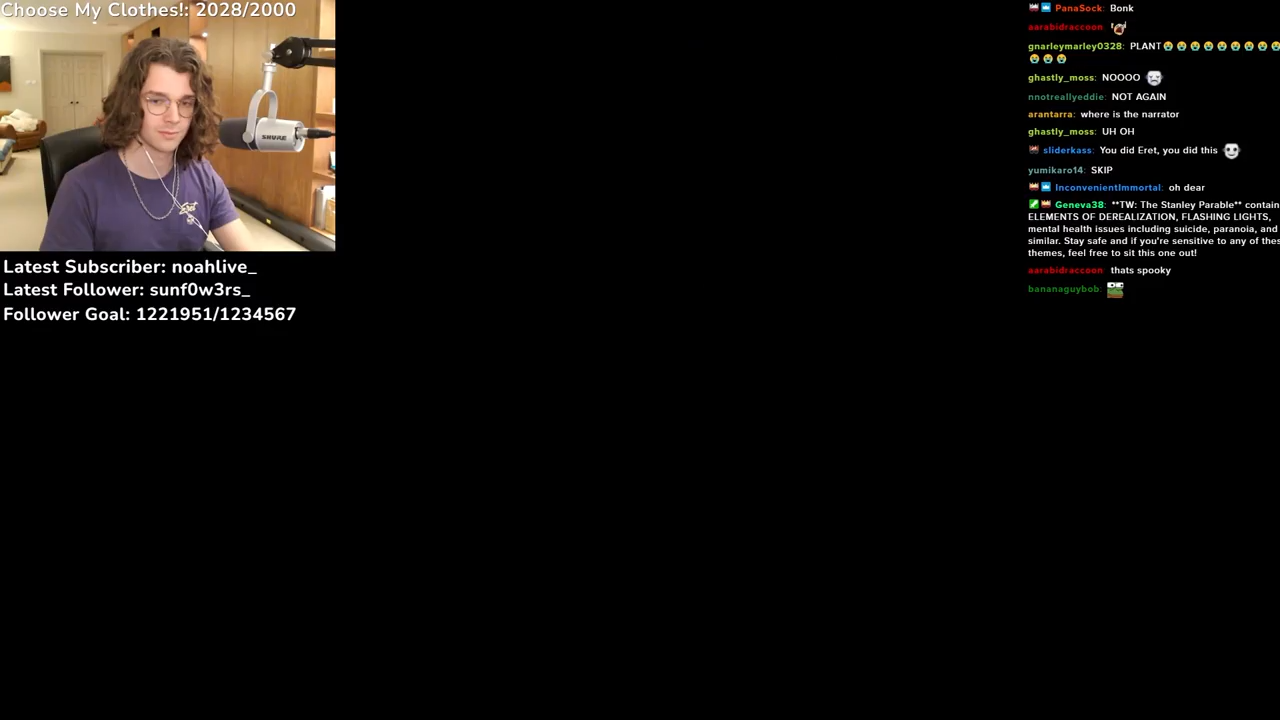 Choose My Clothes!: 2028/2000
SHURE
Latest Subscriber: noahlive_
Latest Follower: sunf0w3rs_
Follower Goal: 1221951/1234567
PanaSock: Bonk
aarabidraccoon:
gnarleymarley0328: PLANT
ghastly_moss: NOOOO
nnotreallyeddie: NOT AGAIN
arantarra: where is the narrator
ghastly_moss: UH OH
sliderkass: You did Eret, you did this
yumikaro14: SKIP
InconvenientImmortal: oh dear
Geneva38: **TW: The Stanley Parable** contain
ELEMENTS OF DEREALIZATION, FLASHING LIGHTS,
mental health issues including suicide, paranoia, and
similar. Stay safe and if you're sensitive to any of thes
themes, feel free to sit this one out!
aarabidraccoon: thats spooky
bananaguybob: